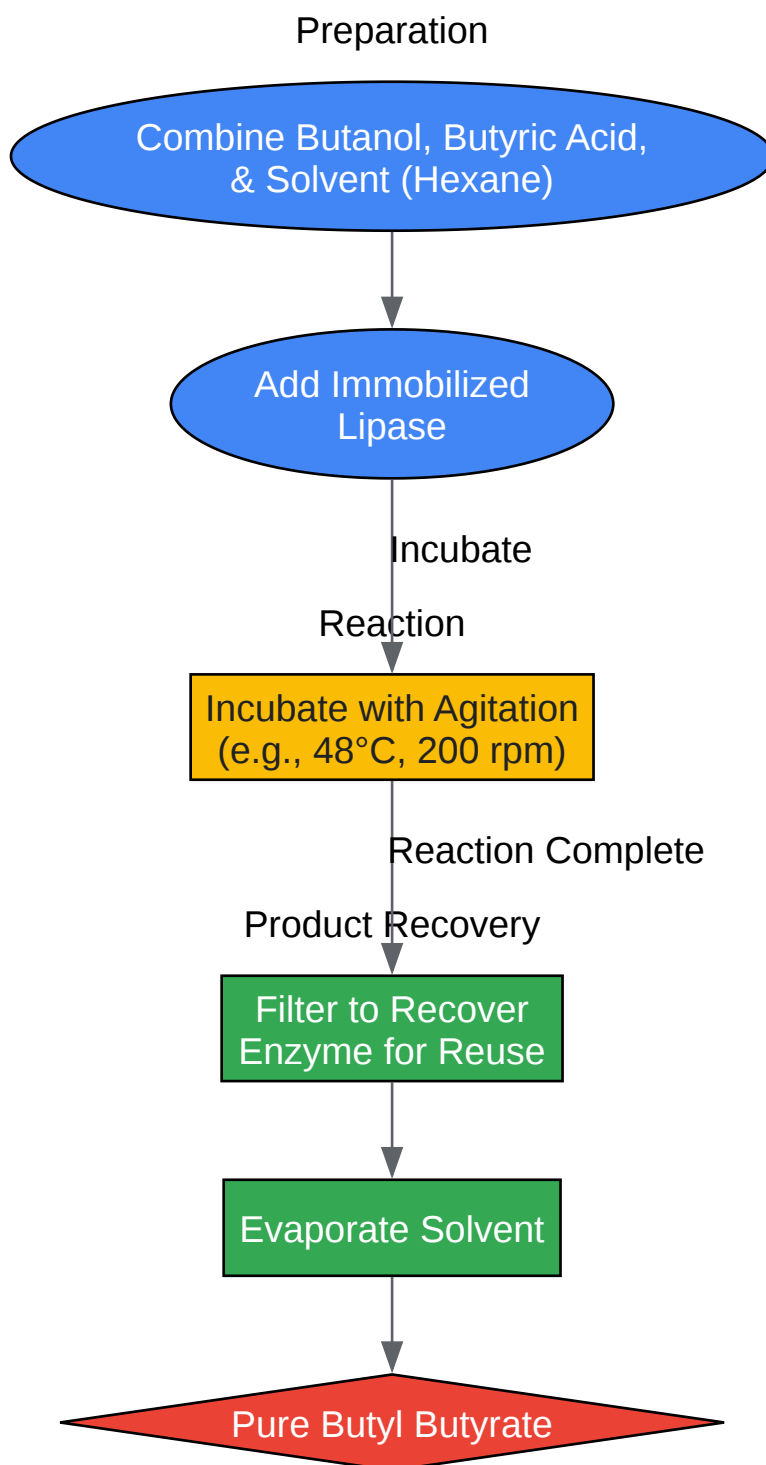 Preparation
Combine Butanol, Butyric Acid,
& Solvent (Hexane)
Add Immobilized
Lipase
Incubate
Reaction
Incubate with Agitation
(e.g., 48°C, 200 rpm)
Reaction Complete
Product Recovery
Filter to Recover
Enzyme for Reuse
Evaporate Solvent
Pure Butyl Butyrate